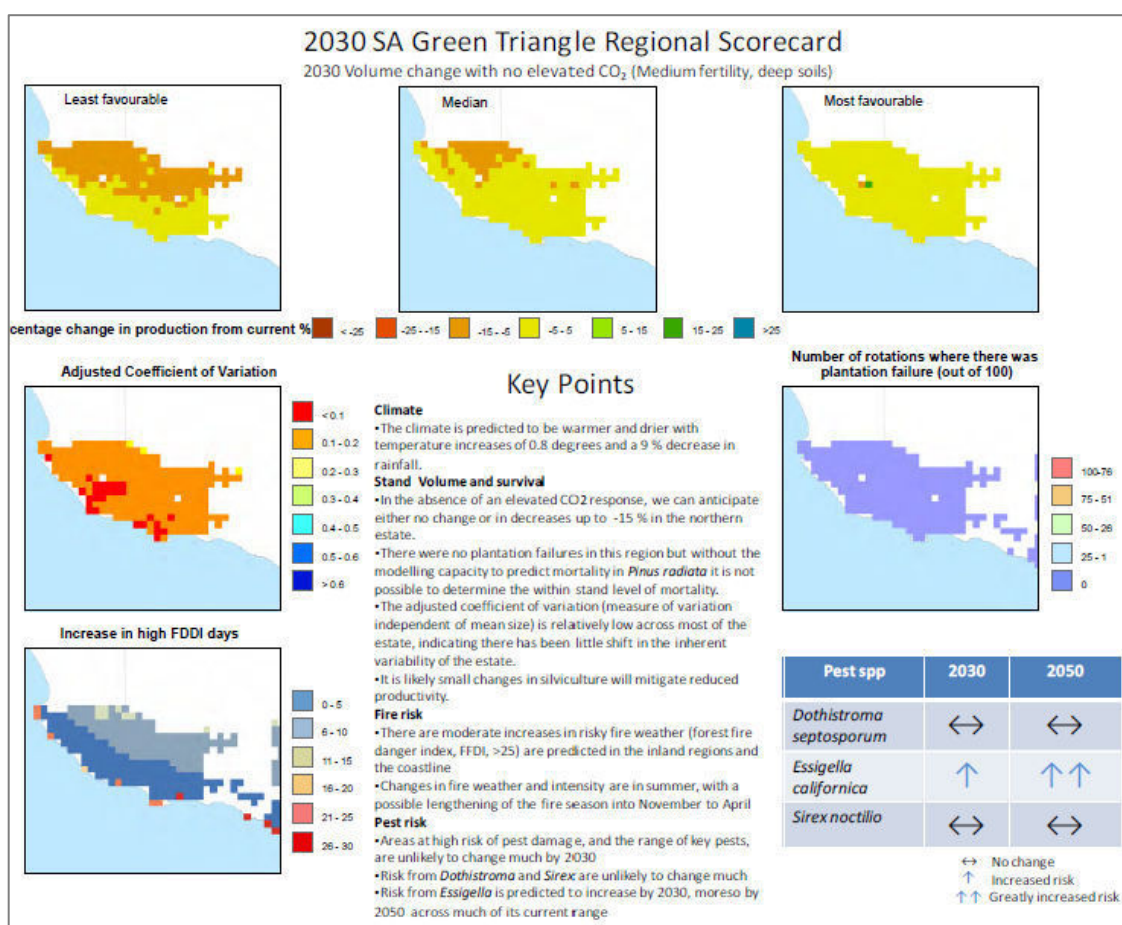 2030 SA Green Triangle Regional Scorecard
2030 Volume change with no elevated CO₂ (Medium fertility, deep soils)
Least favourable
Median
Most favourable
centage change in production from current %
< -25
-25 - -15
-15 - -5
-5 - 5
5 - 15
15 - 25
>25
Adjusted Coefficient of Variation
< 0.1
0.1 - 0.2
0.2 - 0.3
0.3 - 0.4
0.4 - 0.5
0.5 - 0.6
> 0.6
Increase in high FDDI days
0 - 5
6 - 10
11 - 15
16 - 20
21 - 25
26 - 30
Key Points
Climate
•The climate is predicted to be warmer and drier with
temperature increases of 0.8 degrees and a 9 % decrease in
rainfall.
Stand Volume and survival
•In the absence of an elevated CO2 response, we can anticipate
either no change or in decreases up to -15 % in the northern
estate.
•There were no plantation failures in this region but without the
modelling capacity to predict mortality in Pinus radiata it is not
possible to determine the within stand level of mortality.
•The adjusted coefficient of variation (measure of variation
independent of mean size) is relatively low across most of the
estate, indicating there has been little shift in the inherent
variability of the estate.
•It is likely small changes in silviculture will mitigate reduced
productivity.
Fire risk
•There are moderate increases in risky fire weather (forest fire
danger index, FFDI, >25) are predicted in the inland regions and
the coastline
•Changes in fire weather and intensity are in summer, with a
possible lengthening of the fire season into November to April
Pest risk
•Areas at high risk of pest damage, and the range of key pests,
are unlikely to change much by 2030
•Risk from Dothistroma and Sirex are unlikely to change much
•Risk from Essigella is predicted to increase by 2030, moreso by
2050 across much of its current range
Number of rotations where there was
plantation failure (out of 100)
100-76
75 - 51
50 - 26
25 - 1
0
Pest spp 2030 2050
Dothistroma
septosporum ↔ ↔
Essigella
californica ↑ ↑↑
Sirex noctilio ↔ ↔
↔ No change
↑ Increased risk
↑↑ Greatly increased risk